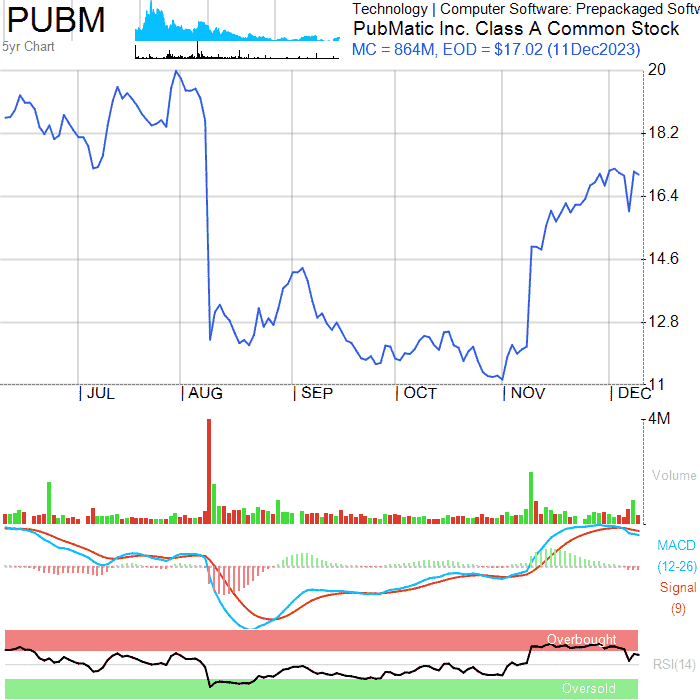 PUBM
5yr Chart
Technology | Computer Software: Prepackaged Softw
PubMatic Inc. Class A Common Stock
MC = 864M, EOD = $17.02 (11Dec2023)
20
18.2
16.4
14.6
12.8
11
JUL AUG SEP OCT NOV DEC
4M
Volume
MACD
(12-26)
Signal
(9)
Overbought
RSI(14)
Oversold